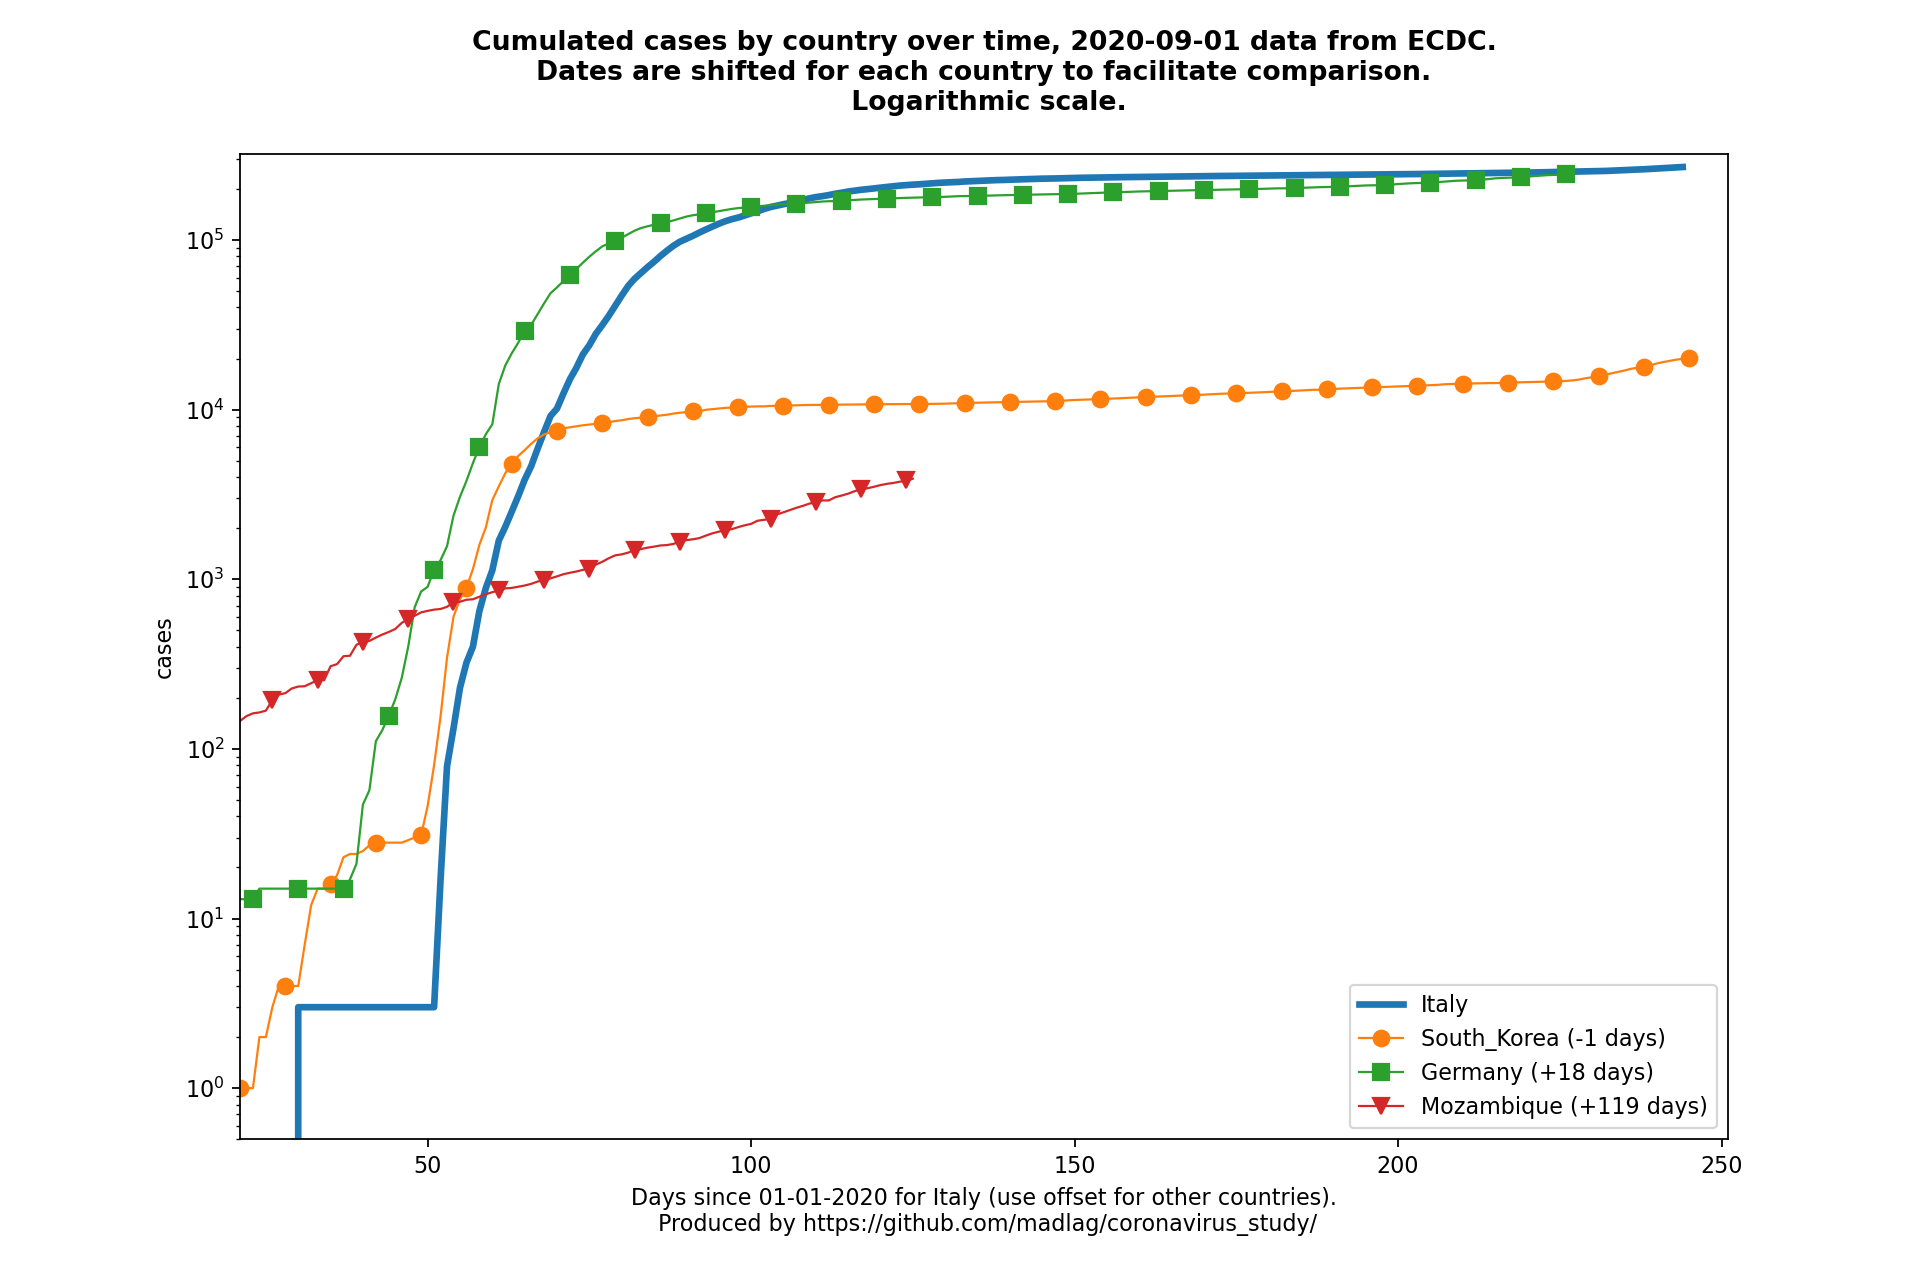 Cumulated cases by country over time, 2020-09-01 data from ECDC.
Dates are shifted for each country to facilitate comparison.
Logarithmic scale.
10^5
10^4
10^3
10^2
10^1
10^0
cases
Italy
South_Korea (-1 days)
Germany (+18 days)
Mozambique (+119 days)
50 100 150 200 250
Days since 01-01-2020 for Italy (use offset for other countries).
Produced by https://github.com/madlag/coronavirus_study/